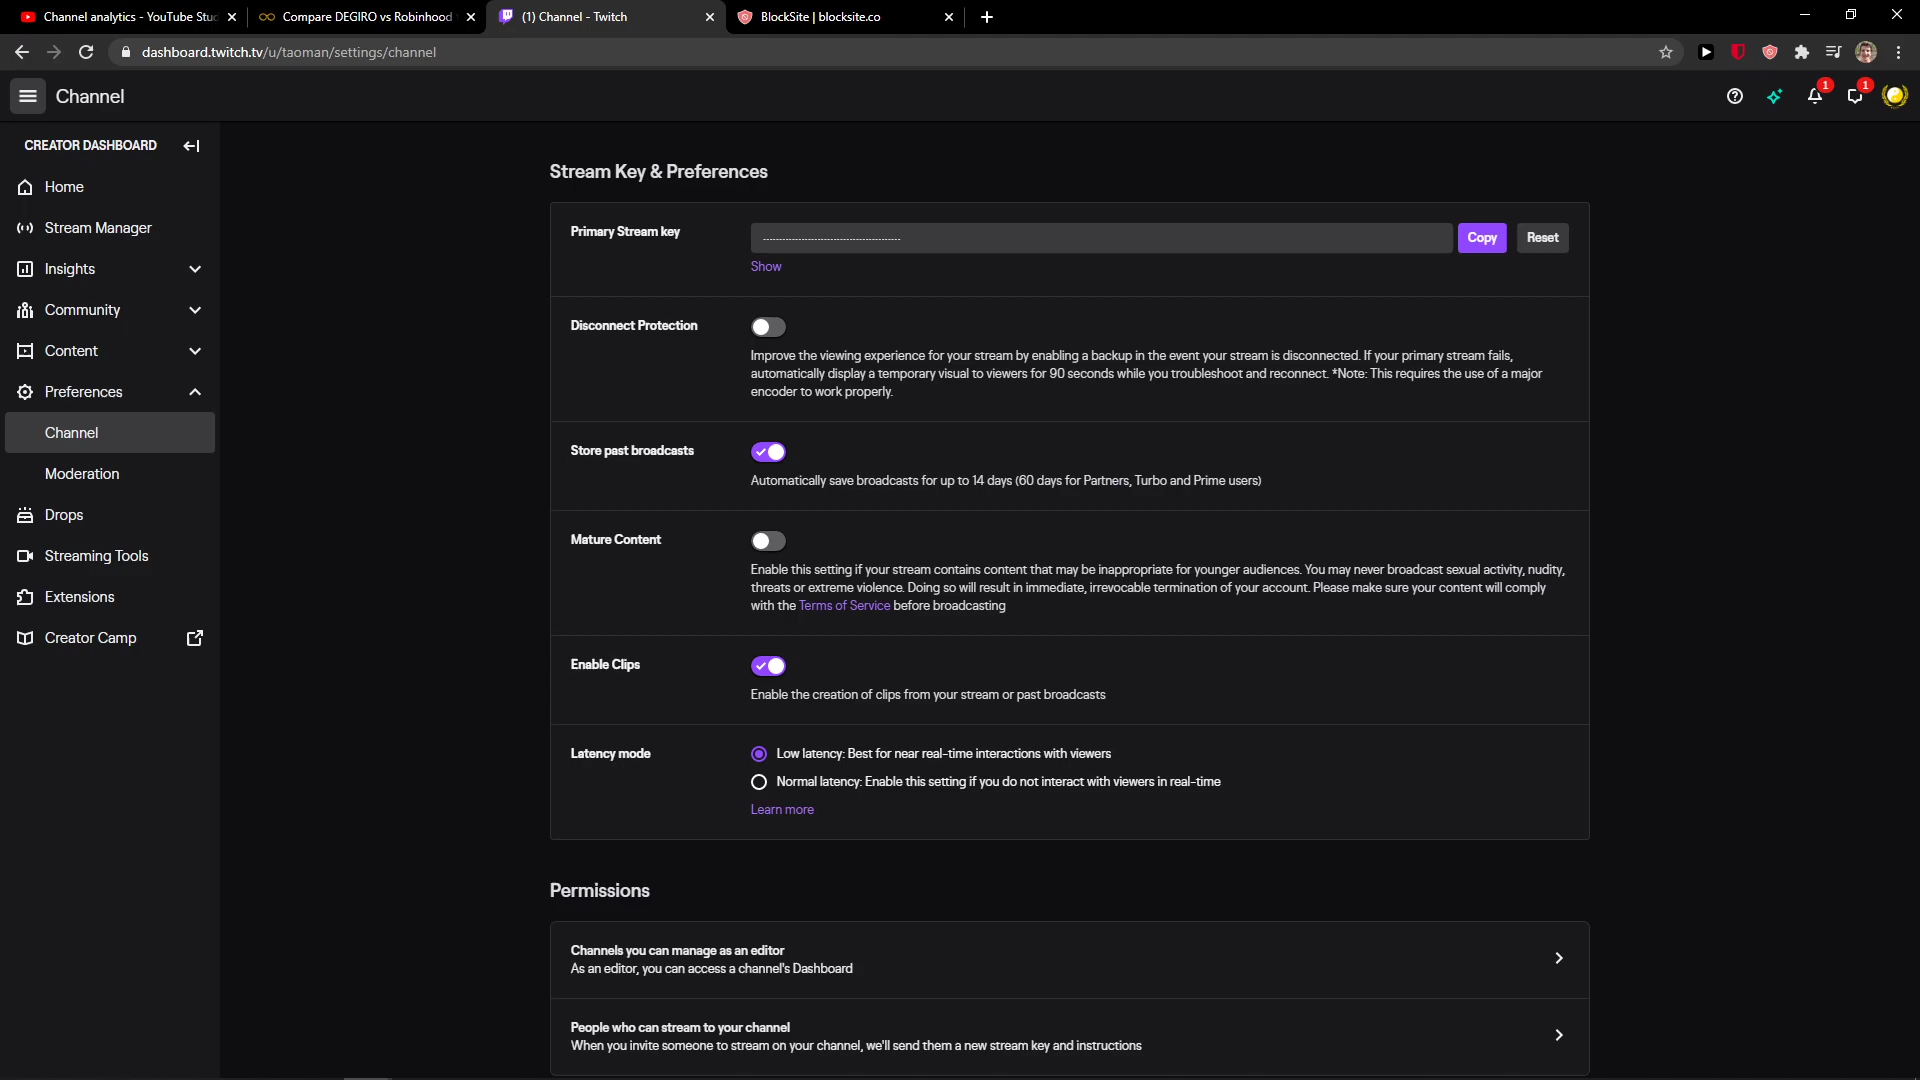 Channel analytics - YouTube Stu
Compare DEGIRO vs Robinhood
(1) Channel - Twitch
BlockSite | blocksite.co
dashboard.twitch.tv/u/taoman/settings/channel
Channel
1
1
CREATOR DASHBOARD
Home
Stream Manager
Insights
Community
Content
Preferences
Channel
Moderation
Drops
Streaming Tools
Extensions
Creator Camp
Stream Key & Preferences
Primary Stream key
Copy
Reset
Show
Disconnect Protection
Improve the viewing experience for your stream by enabling a backup in the event your stream is disconnected. If your primary stream fails,
automatically display a temporary visual to viewers for 90 seconds while you troubleshoot and reconnect. *Note: This requires the use of a major
encoder to work properly.
Store past broadcasts
Automatically save broadcasts for up to 14 days (60 days for Partners, Turbo and Prime users)
Mature Content
Enable this setting if your stream contains content that may be inappropriate for younger audiences. You may never broadcast sexual activity, nudity,
threats or extreme violence. Doing so will result in immediate, irrevocable termination of your account. Please make sure your content will comply
with the Terms of Service before broadcasting
Enable Clips
Enable the creation of clips from your stream or past broadcasts
Latency mode
Low latency: Best for near real-time interactions with viewers
Normal latency: Enable this setting if you do not interact with viewers in real-time
Learn more
Permissions
Channels you can manage as an editor
As an editor, you can access a channel's Dashboard
People who can stream to your channel
When you invite someone to stream on your channel, we'll send them a new stream key and instructions